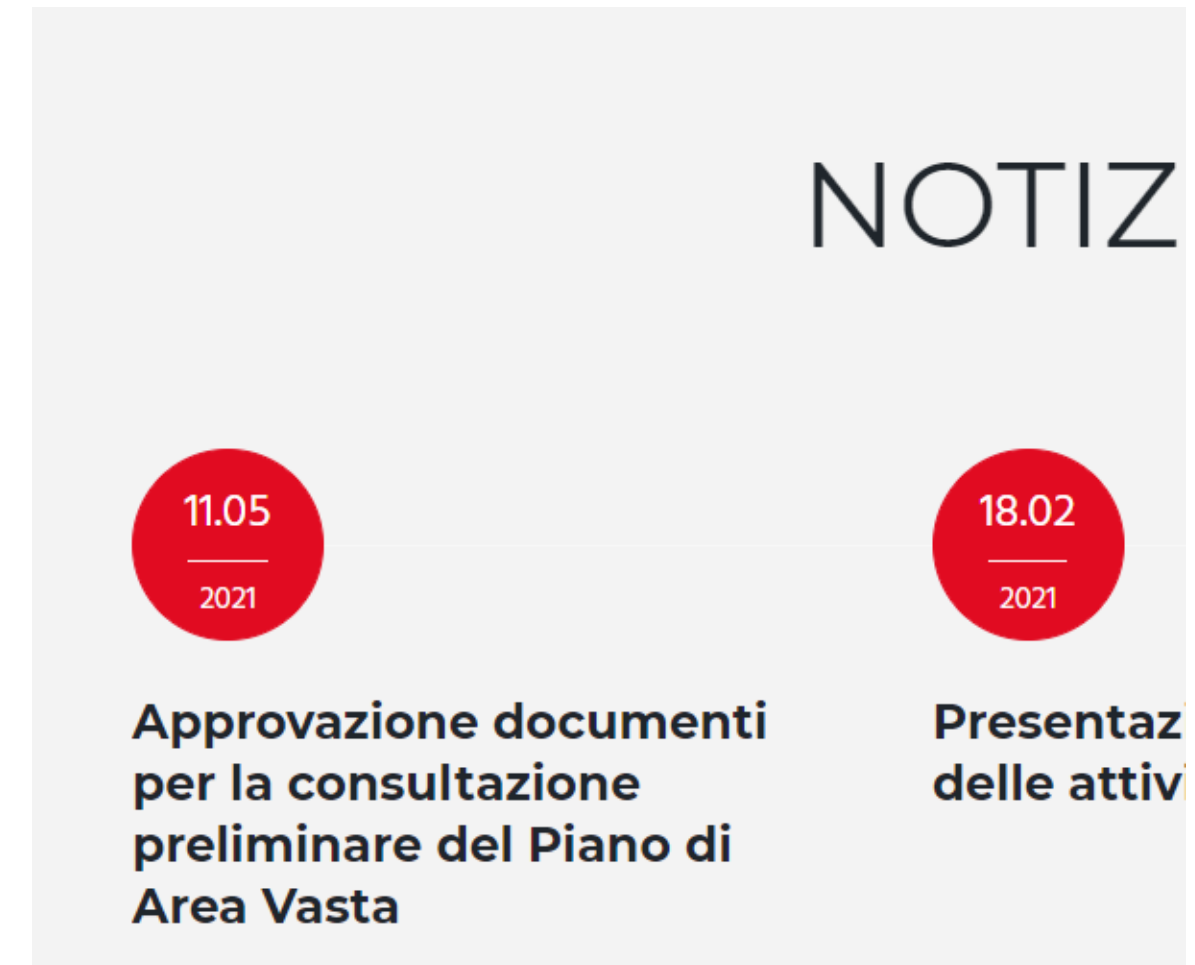 NOTIZ
11.05
2021
Approvazione documenti
per la consultazione
preliminare del Piano di
Area Vasta
18.02
2021
Presentazi
delle attivi